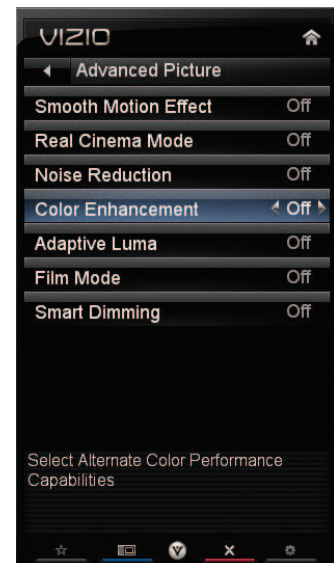 VIZIO
Advanced Picture
Smooth Motion Effect Off
Real Cinema Mode Off
Noise Reduction Off
Color Enhancement Off
Adaptive Luma Off
Film Mode Off
Smart Dimming Off
Select Alternate Color Performance
Capabilities
V